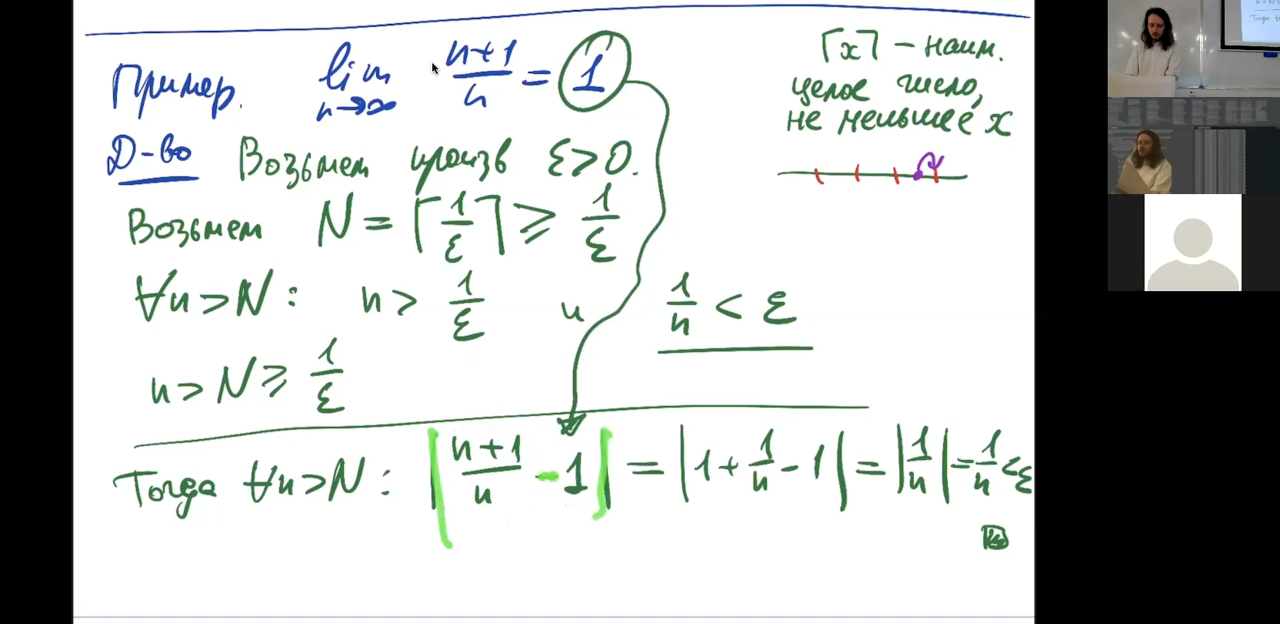 Пример. lim n→∞ (n+1)/n = 1
⌈x⌉ – наим.
целое число,
не меньшее x
Д-во Возьмем произв ε>0.
Возьмем N = ⌈1/ε⌉ ⩾ 1/ε
∀n>N: n > 1/ε и 1/n < ε
n > N ⩾ 1/ε
Тогда ∀n>N: |(n+1)/n - 1| = |1 + 1/n - 1| = |1/n| = 1/n < ε